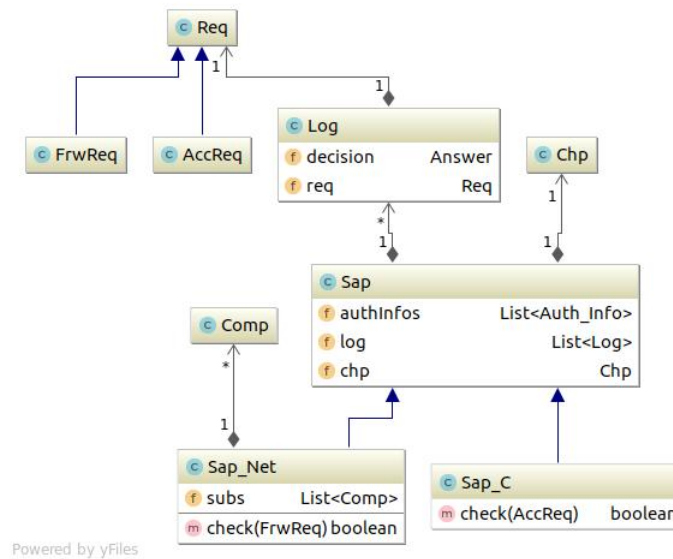 C Req
1
1
C FrwReq
C AccReq
C Log
f decision Answer
f req Req
C Chp
*
1
1
1
C Sap
f authInfos List<Auth_Info>
f log List<Log>
f chp Chp
C Comp
*
1
C Sap_Net
f subs List<Comp>
m check(FrwReq) boolean
C Sap_C
m check(AccReq) boolean
Powered by yFiles